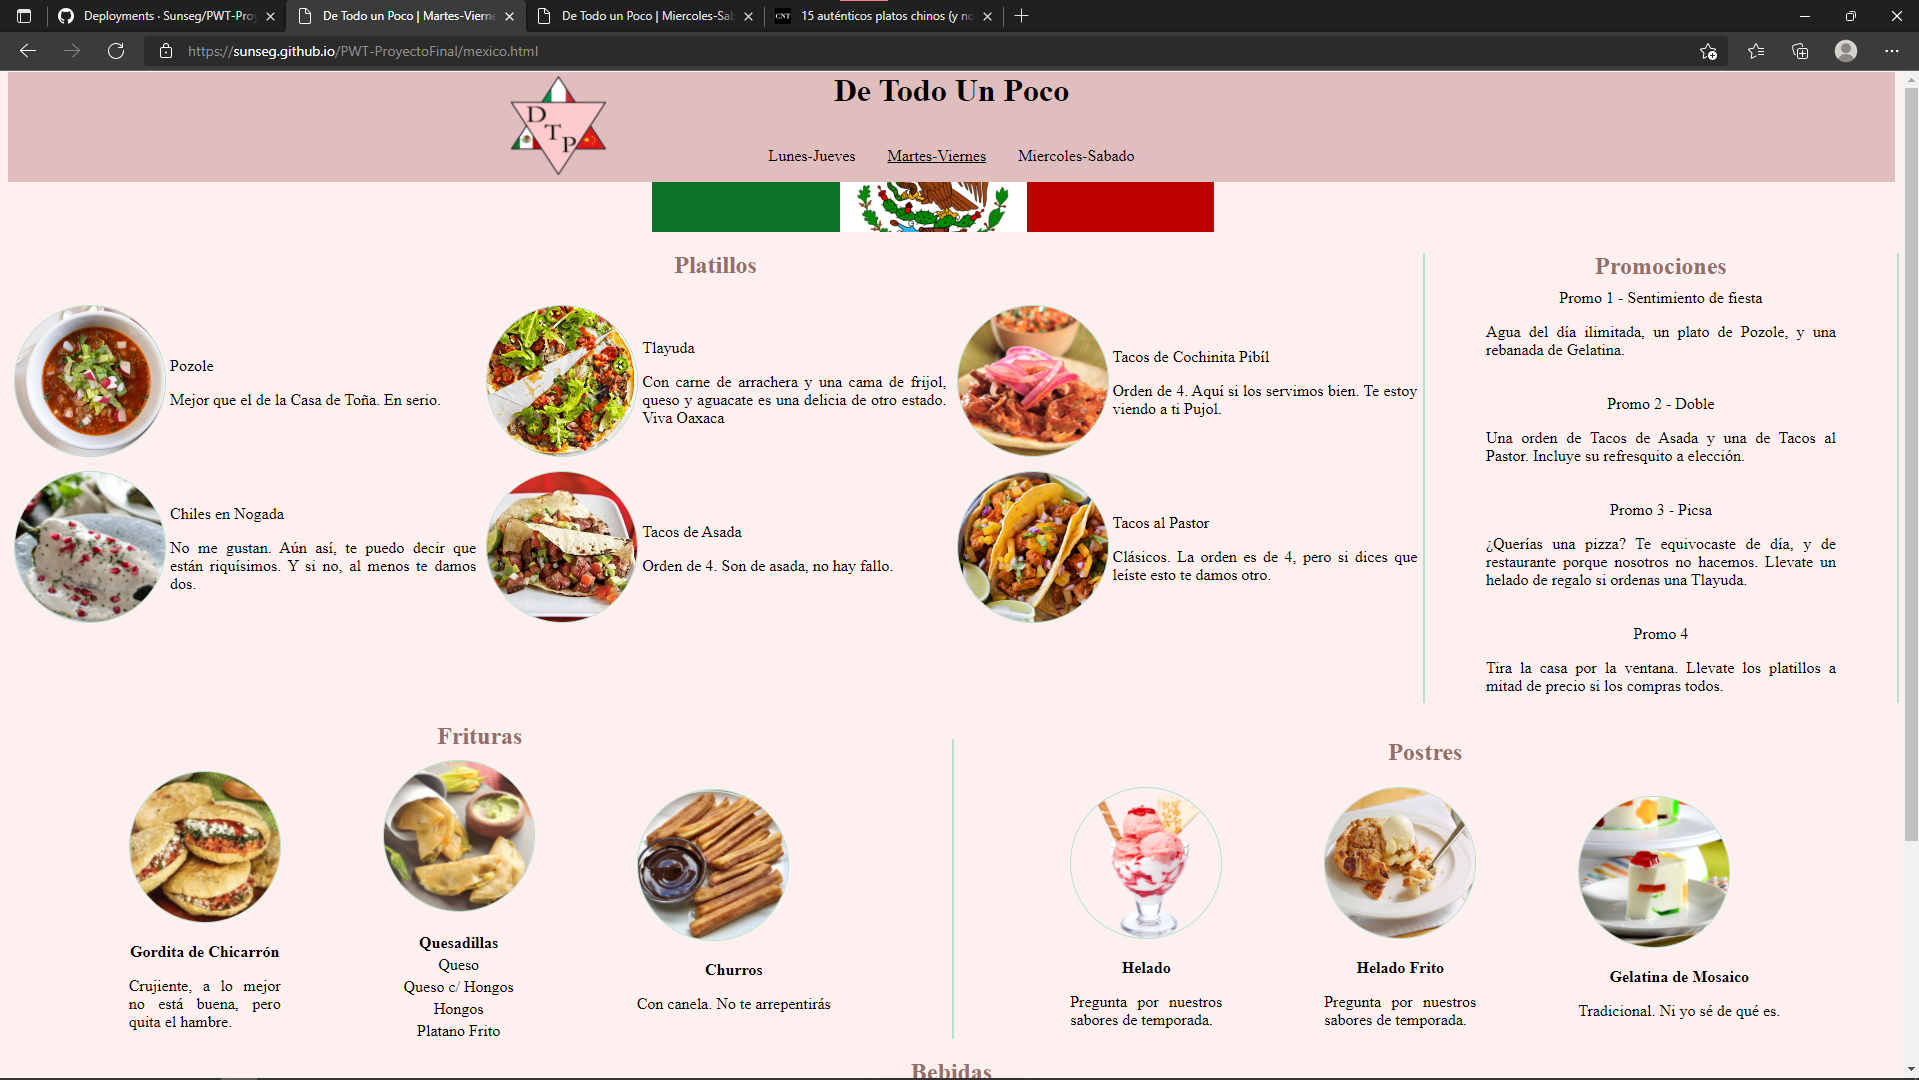 Deployments · Sunseg/PWT-Pro
De Todo un Poco | Martes-Vierne
De Todo un Poco | Miercoles-Sab
CNT
15 auténticos platos chinos (y no
https://sunseg.github.io/PWT-ProyectoFinal/mexico.html
D
T
P
De Todo Un Poco
Lunes-Jueves
Martes-Viernes
Miercoles-Sabado
Platillos
Pozole
Mejor que el de la Casa de Toña. En serio.
Tlayuda
Con carne de arrachera y una cama de frijol,
queso y aguacate es una delicia de otro estado.
Viva Oaxaca
Tacos de Cochinita Pibíl
Orden de 4. Aquí si los servimos bien. Te estoy
viendo a ti Pujol.
Chiles en Nogada
No me gustan. Aún así, te puedo decir que
están riquísimos. Y si no, al menos te damos
dos.
Tacos de Asada
Orden de 4. Son de asada, no hay fallo.
Tacos al Pastor
Clásicos. La orden es de 4, pero si dices que
leíste esto te damos otro.
Promociones
Promo 1 - Sentimiento de fiesta
Agua del día ilimitada, un plato de Pozole, y una
rebanada de Gelatina.
Promo 2 - Doble
Una orden de Tacos de Asada y una de Tacos al
Pastor. Incluye su refresquito a elección.
Promo 3 - Picsa
¿Querías una pizza? Te equivocaste de día, y de
restaurante porque nosotros no hacemos. Llevate un
helado de regalo si ordenas una Tlayuda.
Promo 4
Tira la casa por la ventana. Llevate los platillos a
mitad de precio si los compras todos.
Frituras
Gordita de Chicarrón
Crujiente, a lo mejor
no está buena, pero
quita el hambre.
Quesadillas
Queso
Queso c/ Hongos
Hongos
Platano Frito
Churros
Con canela. No te arrepentirás
Postres
Helado
Pregunta por nuestros
sabores de temporada.
Helado Frito
Pregunta por nuestros
sabores de temporada.
Gelatina de Mosaico
Tradicional. Ni yo sé de qué es.
Bebidas